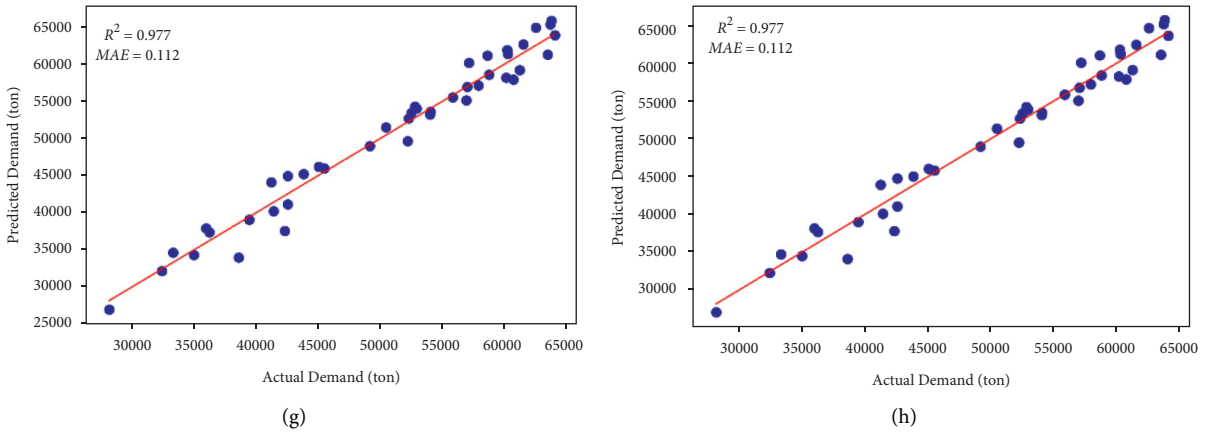 R² = 0.977
MAE = 0.112
65000
60000
55000
50000
45000
40000
35000
30000
25000
Predicted Demand (ton)
30000 35000 40000 45000 50000 55000 60000 65000
Actual Demand (ton)
(g)
R² = 0.977
MAE = 0.112
65000
60000
55000
50000
45000
40000
35000
30000
Predicted Demand (ton)
30000 35000 40000 45000 50000 55000 60000 65000
Actual Demand (ton)
(h)